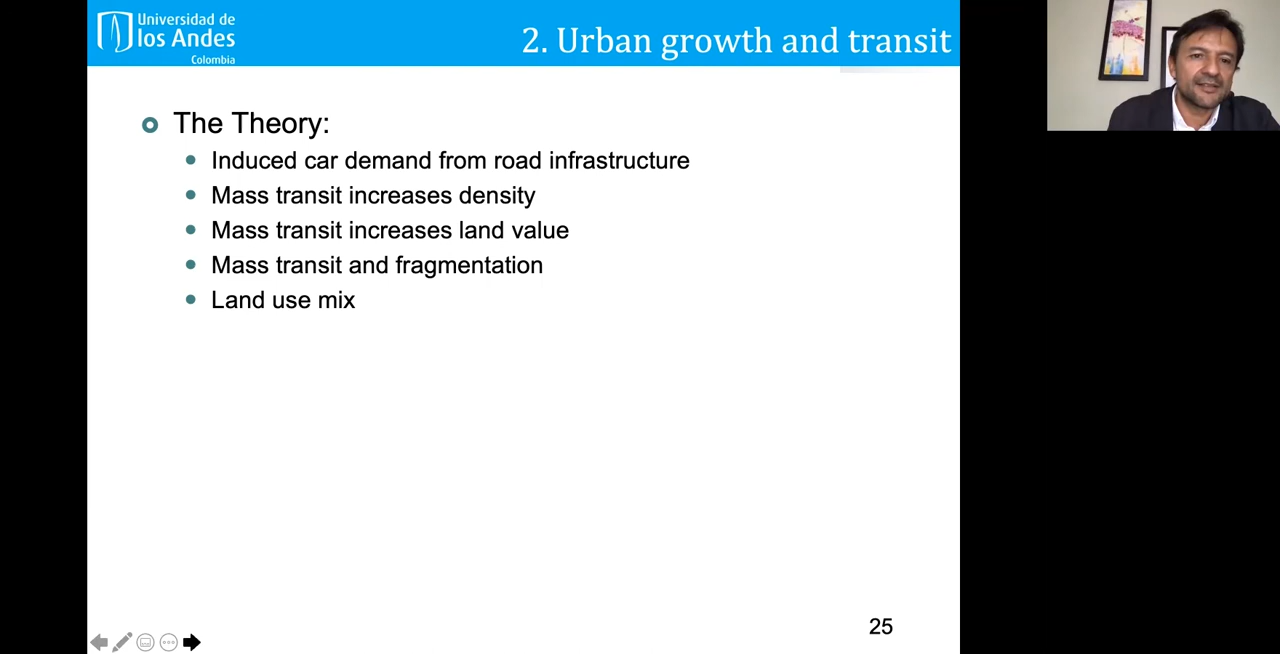 Universidad de
los Andes
Colombia
2. Urban growth and transit
The Theory:
Induced car demand from road infrastructure
Mass transit increases density
Mass transit increases land value
Mass transit and fragmentation
Land use mix
25